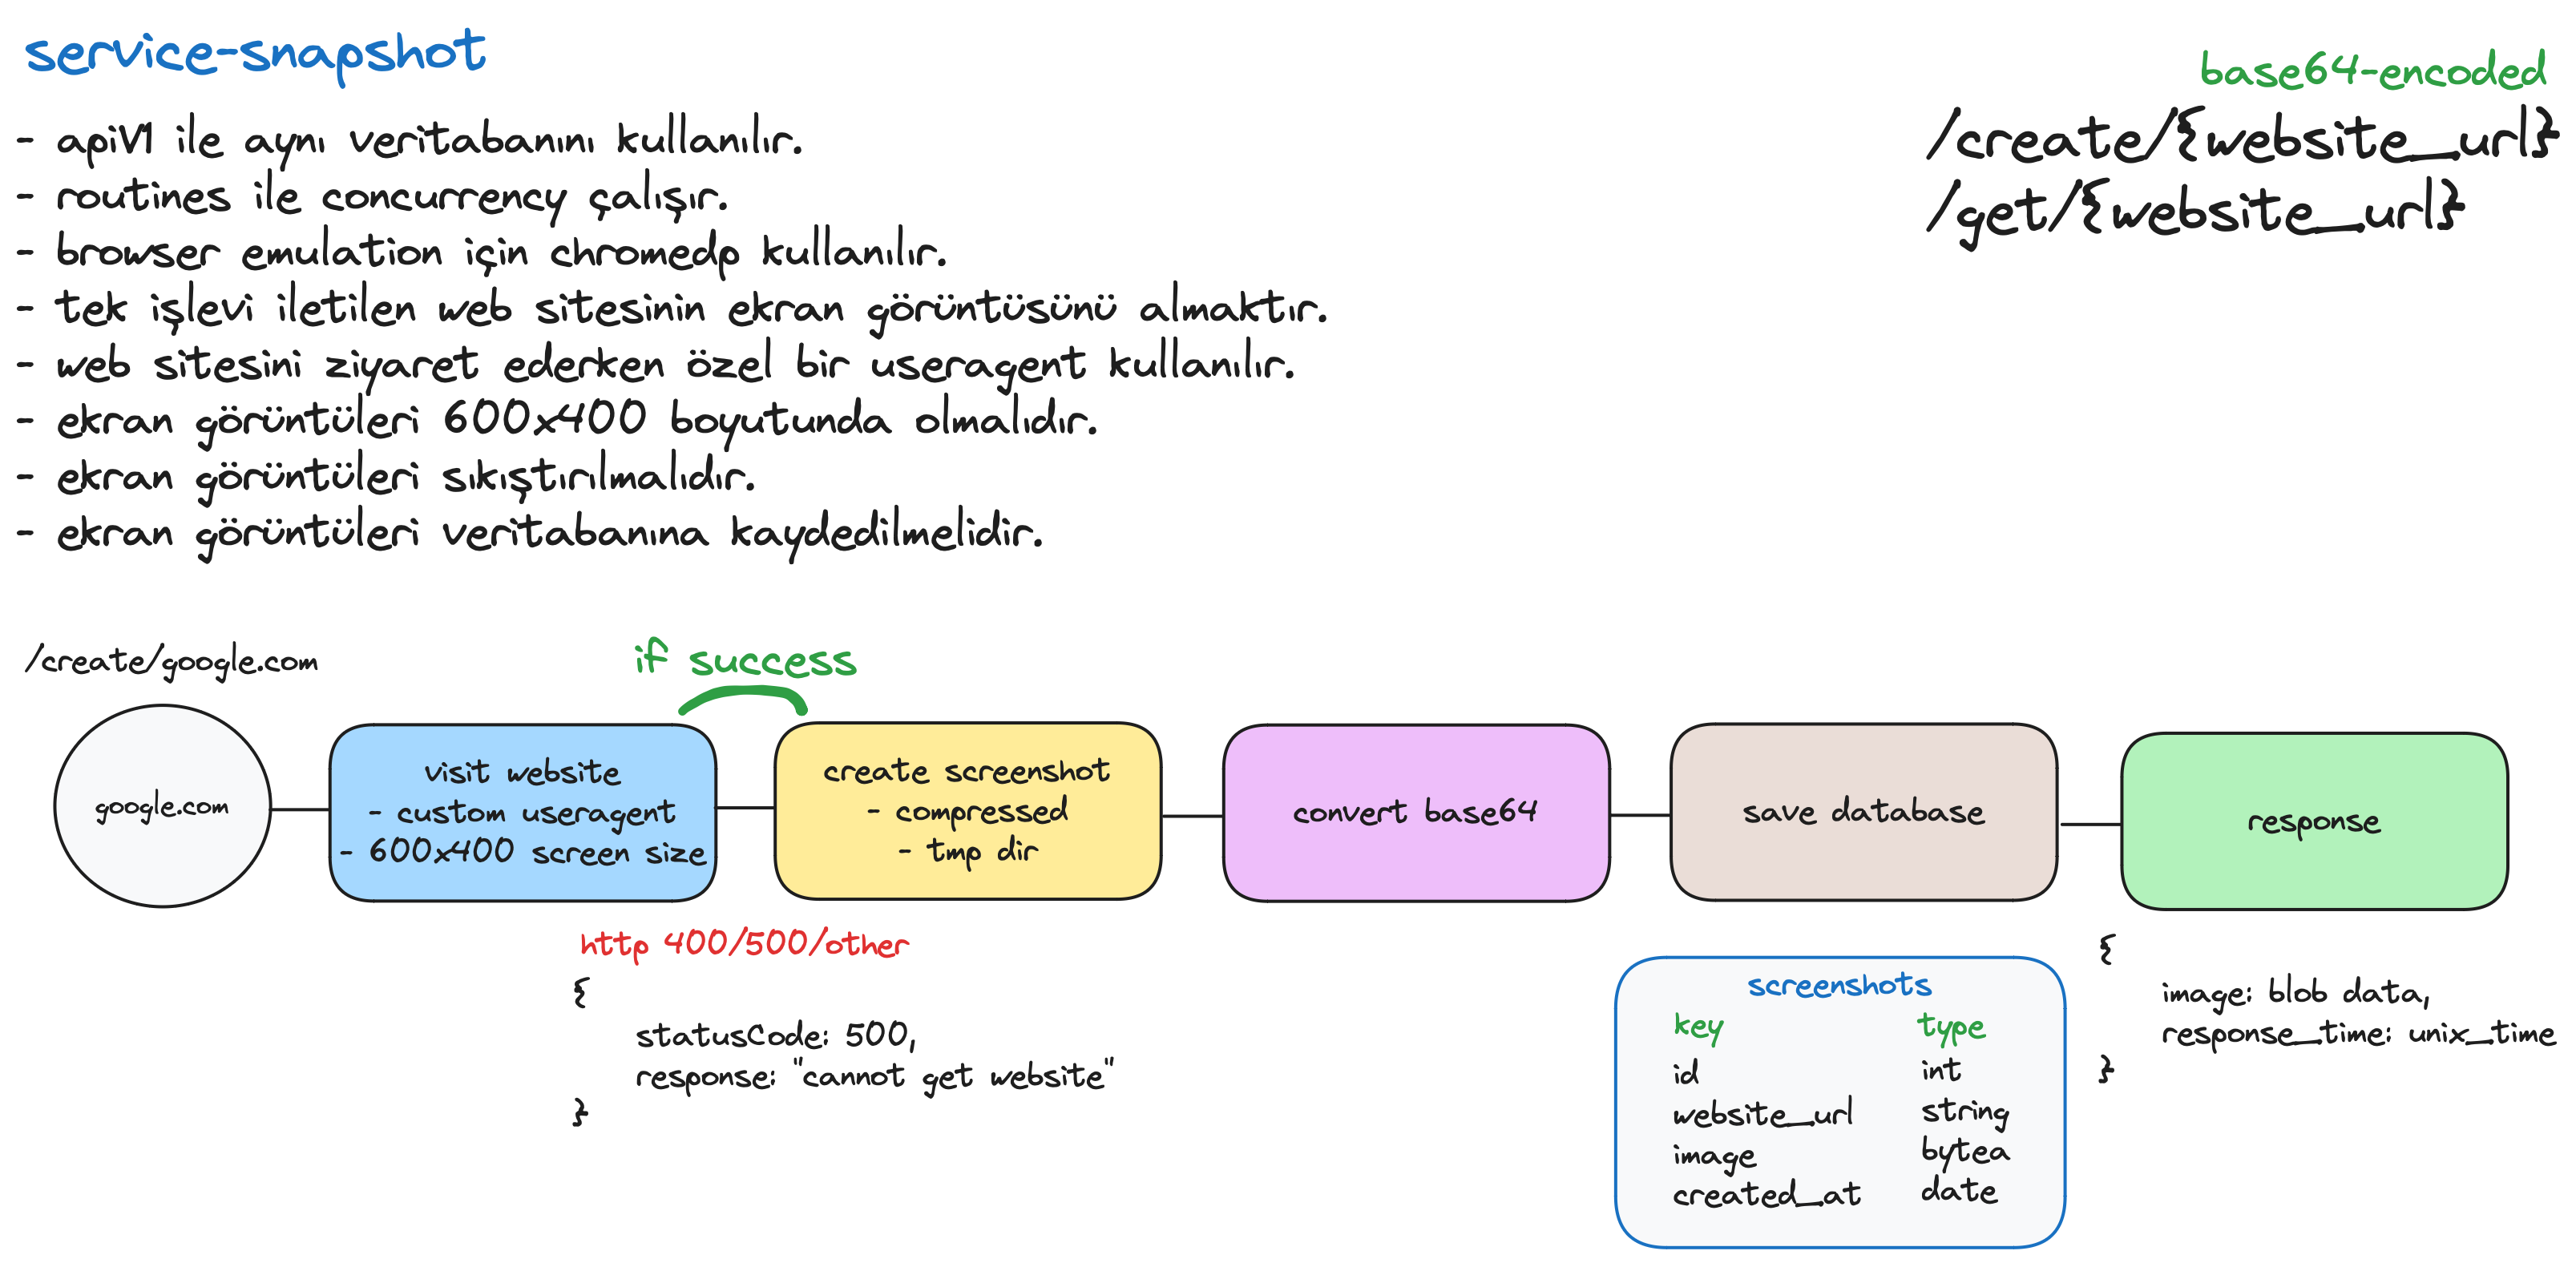 service-snapshot
- apiV1 ile aynı veritabanını kullanılır.
- routines ile concurrency çalışır.
- browser emulation için chromedp kullanılır.
- tek işlevi iletilen web sitesinin ekran görüntüsünü almaktır.
- web sitesini ziyaret ederken özel bir useragent kullanılır.
- ekran görüntüleri 600x400 boyutunda olmalıdır.
- ekran görüntüleri sıkıştırılmalıdır.
- ekran görüntüleri veritabanına kaydedilmelidir.
base64-encoded
/create/{website_url}
/get/{website_url}
/create/google.com
if success
google.com
visit website
- custom useragent
- 600x400 screen size
create screenshot
- compressed
- tmp dir
convert base64
save database
response
http 400/500/other
{
statusCode: 500,
response: "cannot get website"
}
screenshots
key type
id int
website_url string
image bytea
created_at date
{
image: blob data,
response_time: unix_time
}